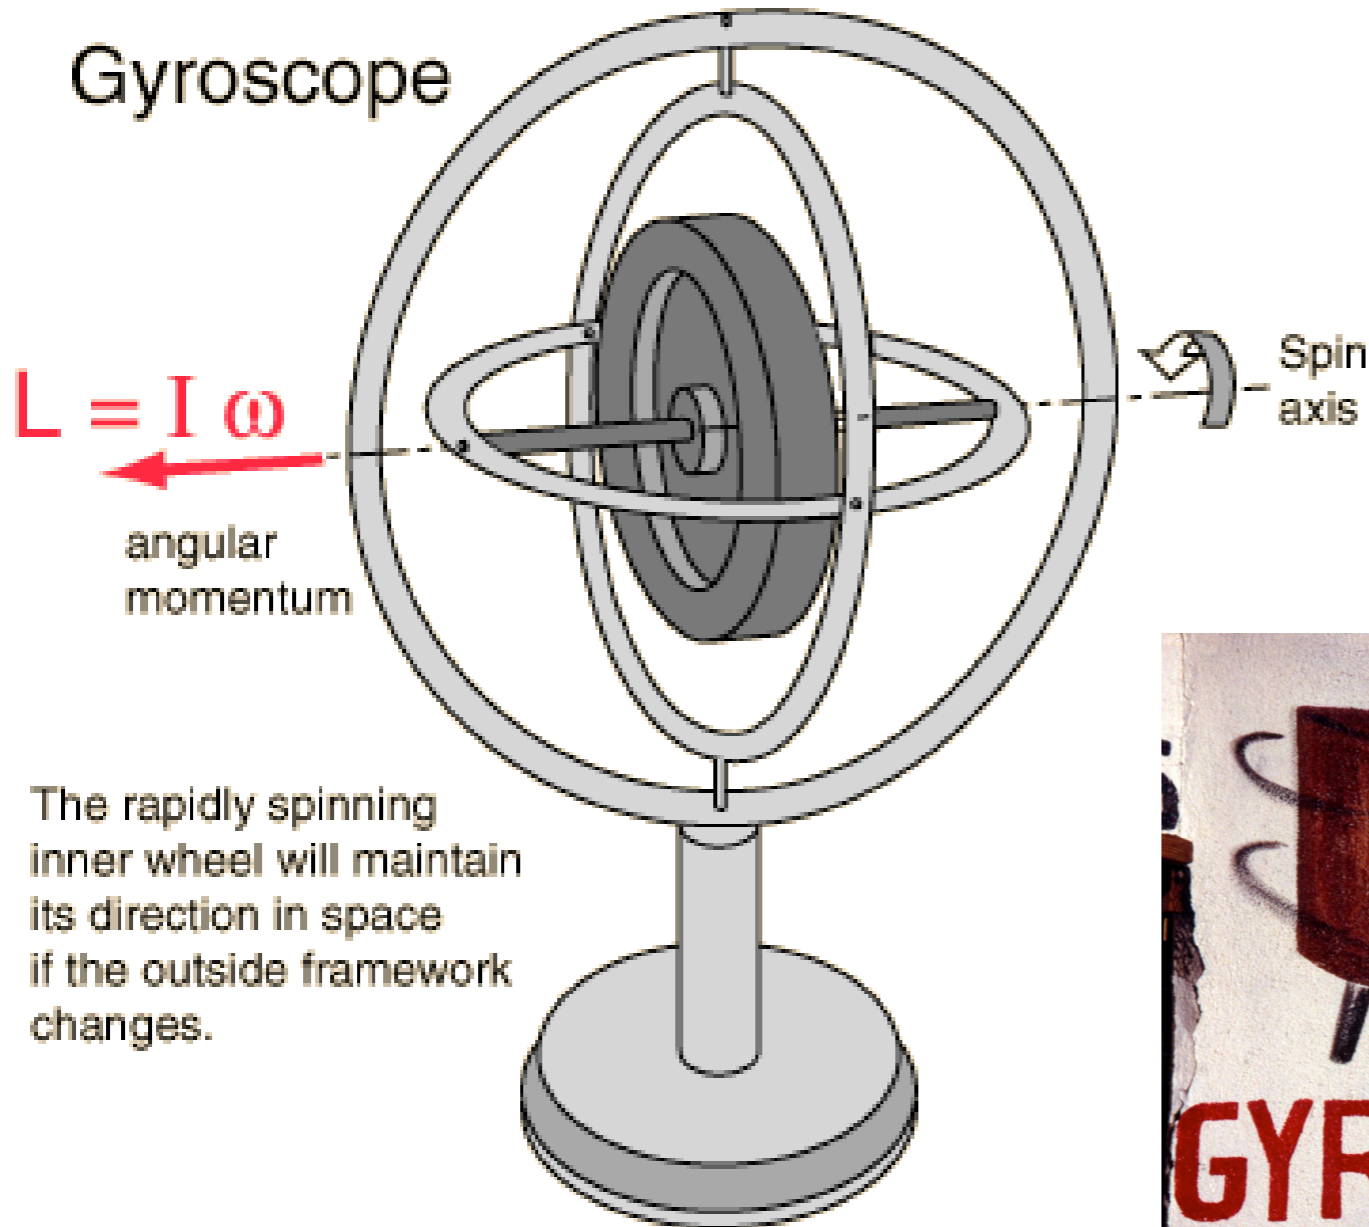 Gyroscope
L = I ω
angular
momentum
Spin
axis
The rapidly spinning
inner wheel will maintain
its direction in space
if the outside framework
changes.
GYR